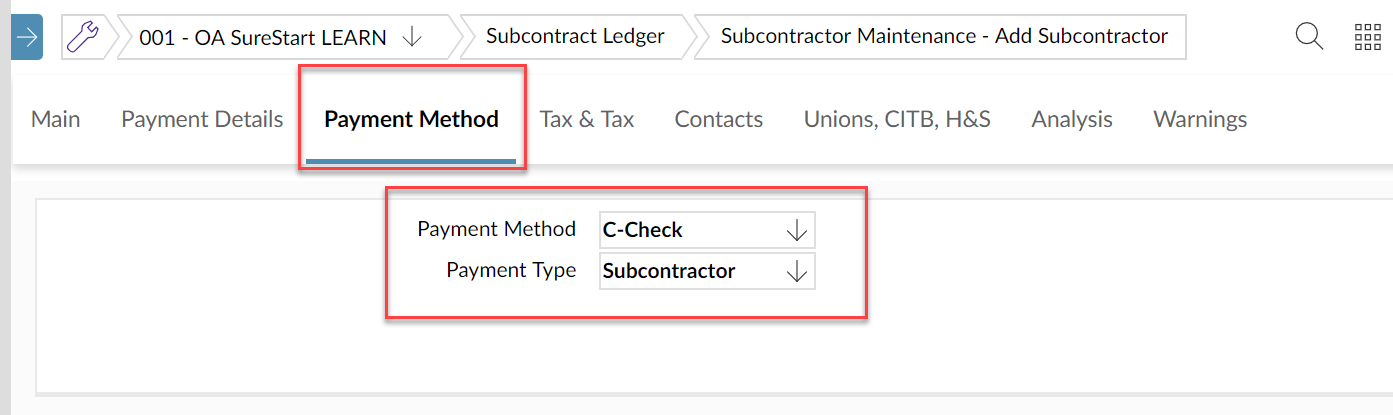 001 - OA SureStart LEARN Subcontract Ledger Subcontractor Maintenance - Add Subcontractor
Main Payment Details Payment Method Tax & Tax Contacts Unions, CITB, H&S Analysis Warnings
Payment Method C-Check
Payment Type Subcontractor